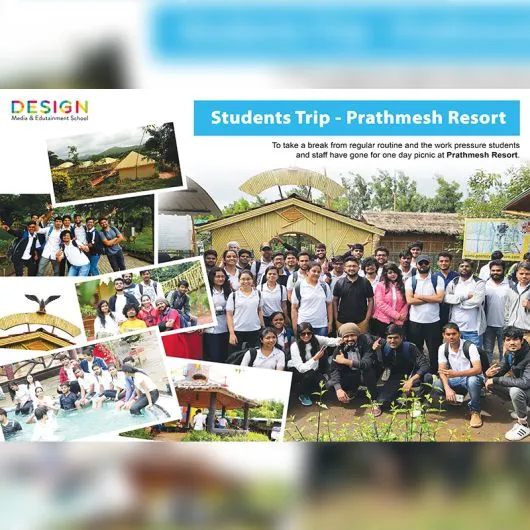 DESIGN
Media & Edutainment School
Students Trip - Prathmesh Resort
To take a break from regular routine and the work pressure students
and staff have gone for one day picnic at Prathmesh Resort.